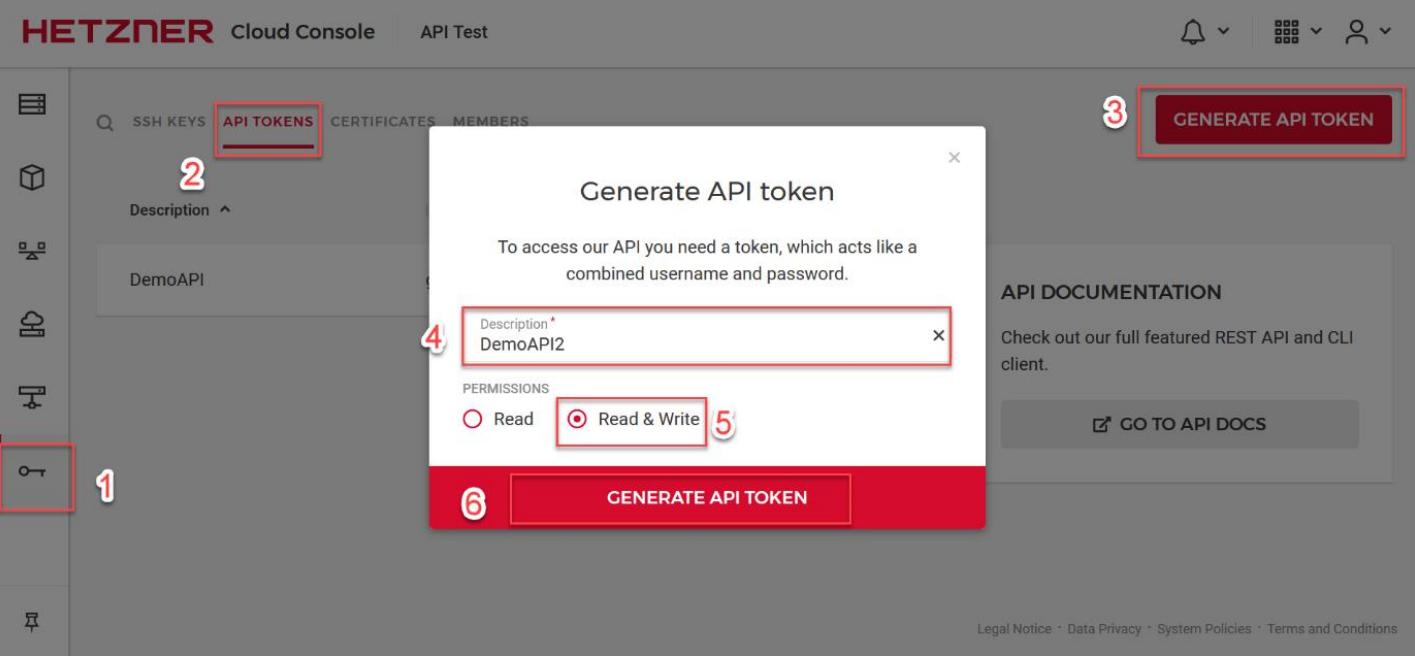 HETZNER Cloud Console API Test
SSH KEYS API TOKENS CERTIFICATES MEMBERS
3
GENERATE API TOKEN
2
Description
DemoAPI
Generate API token
To access our API you need a token, which acts like a
combined username and password.
4
Description*
DemoAPI2
PERMISSIONS
Read
Read & Write
5
6
GENERATE API TOKEN
API DOCUMENTATION
Check out our full featured REST API and CLI
client.
GO TO API DOCS
1
Legal Notice · Data Privacy · System Policies · Terms and Conditions